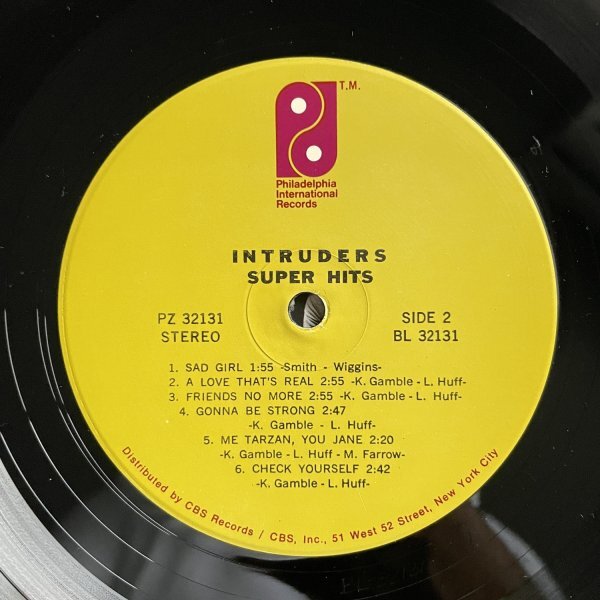 T.M.
Philadelphia
International
Records
INTRUDERS
SUPER HITS
PZ 32131
STEREO
SIDE 2
BL 32131
1. SAD GIRL 1:55 -Smith - Wiggins-
2. A LOVE THAT'S REAL 2:55 -K. Gamble - L. Huff-
3. FRIENDS NO MORE 2:55 -K. Gamble - L. Huff-
4. GONNA BE STRONG 2:47
-K. Gamble - L. Huff-
5. ME TARZAN, YOU JANE 2:20
-K. Gamble - L. Huff - M. Farrow-
6. CHECK YOURSELF 2:42
-K. Gamble - L. Huff-
Distributed by CBS Records / CBS, Inc., 51 West 52 Street, New York City